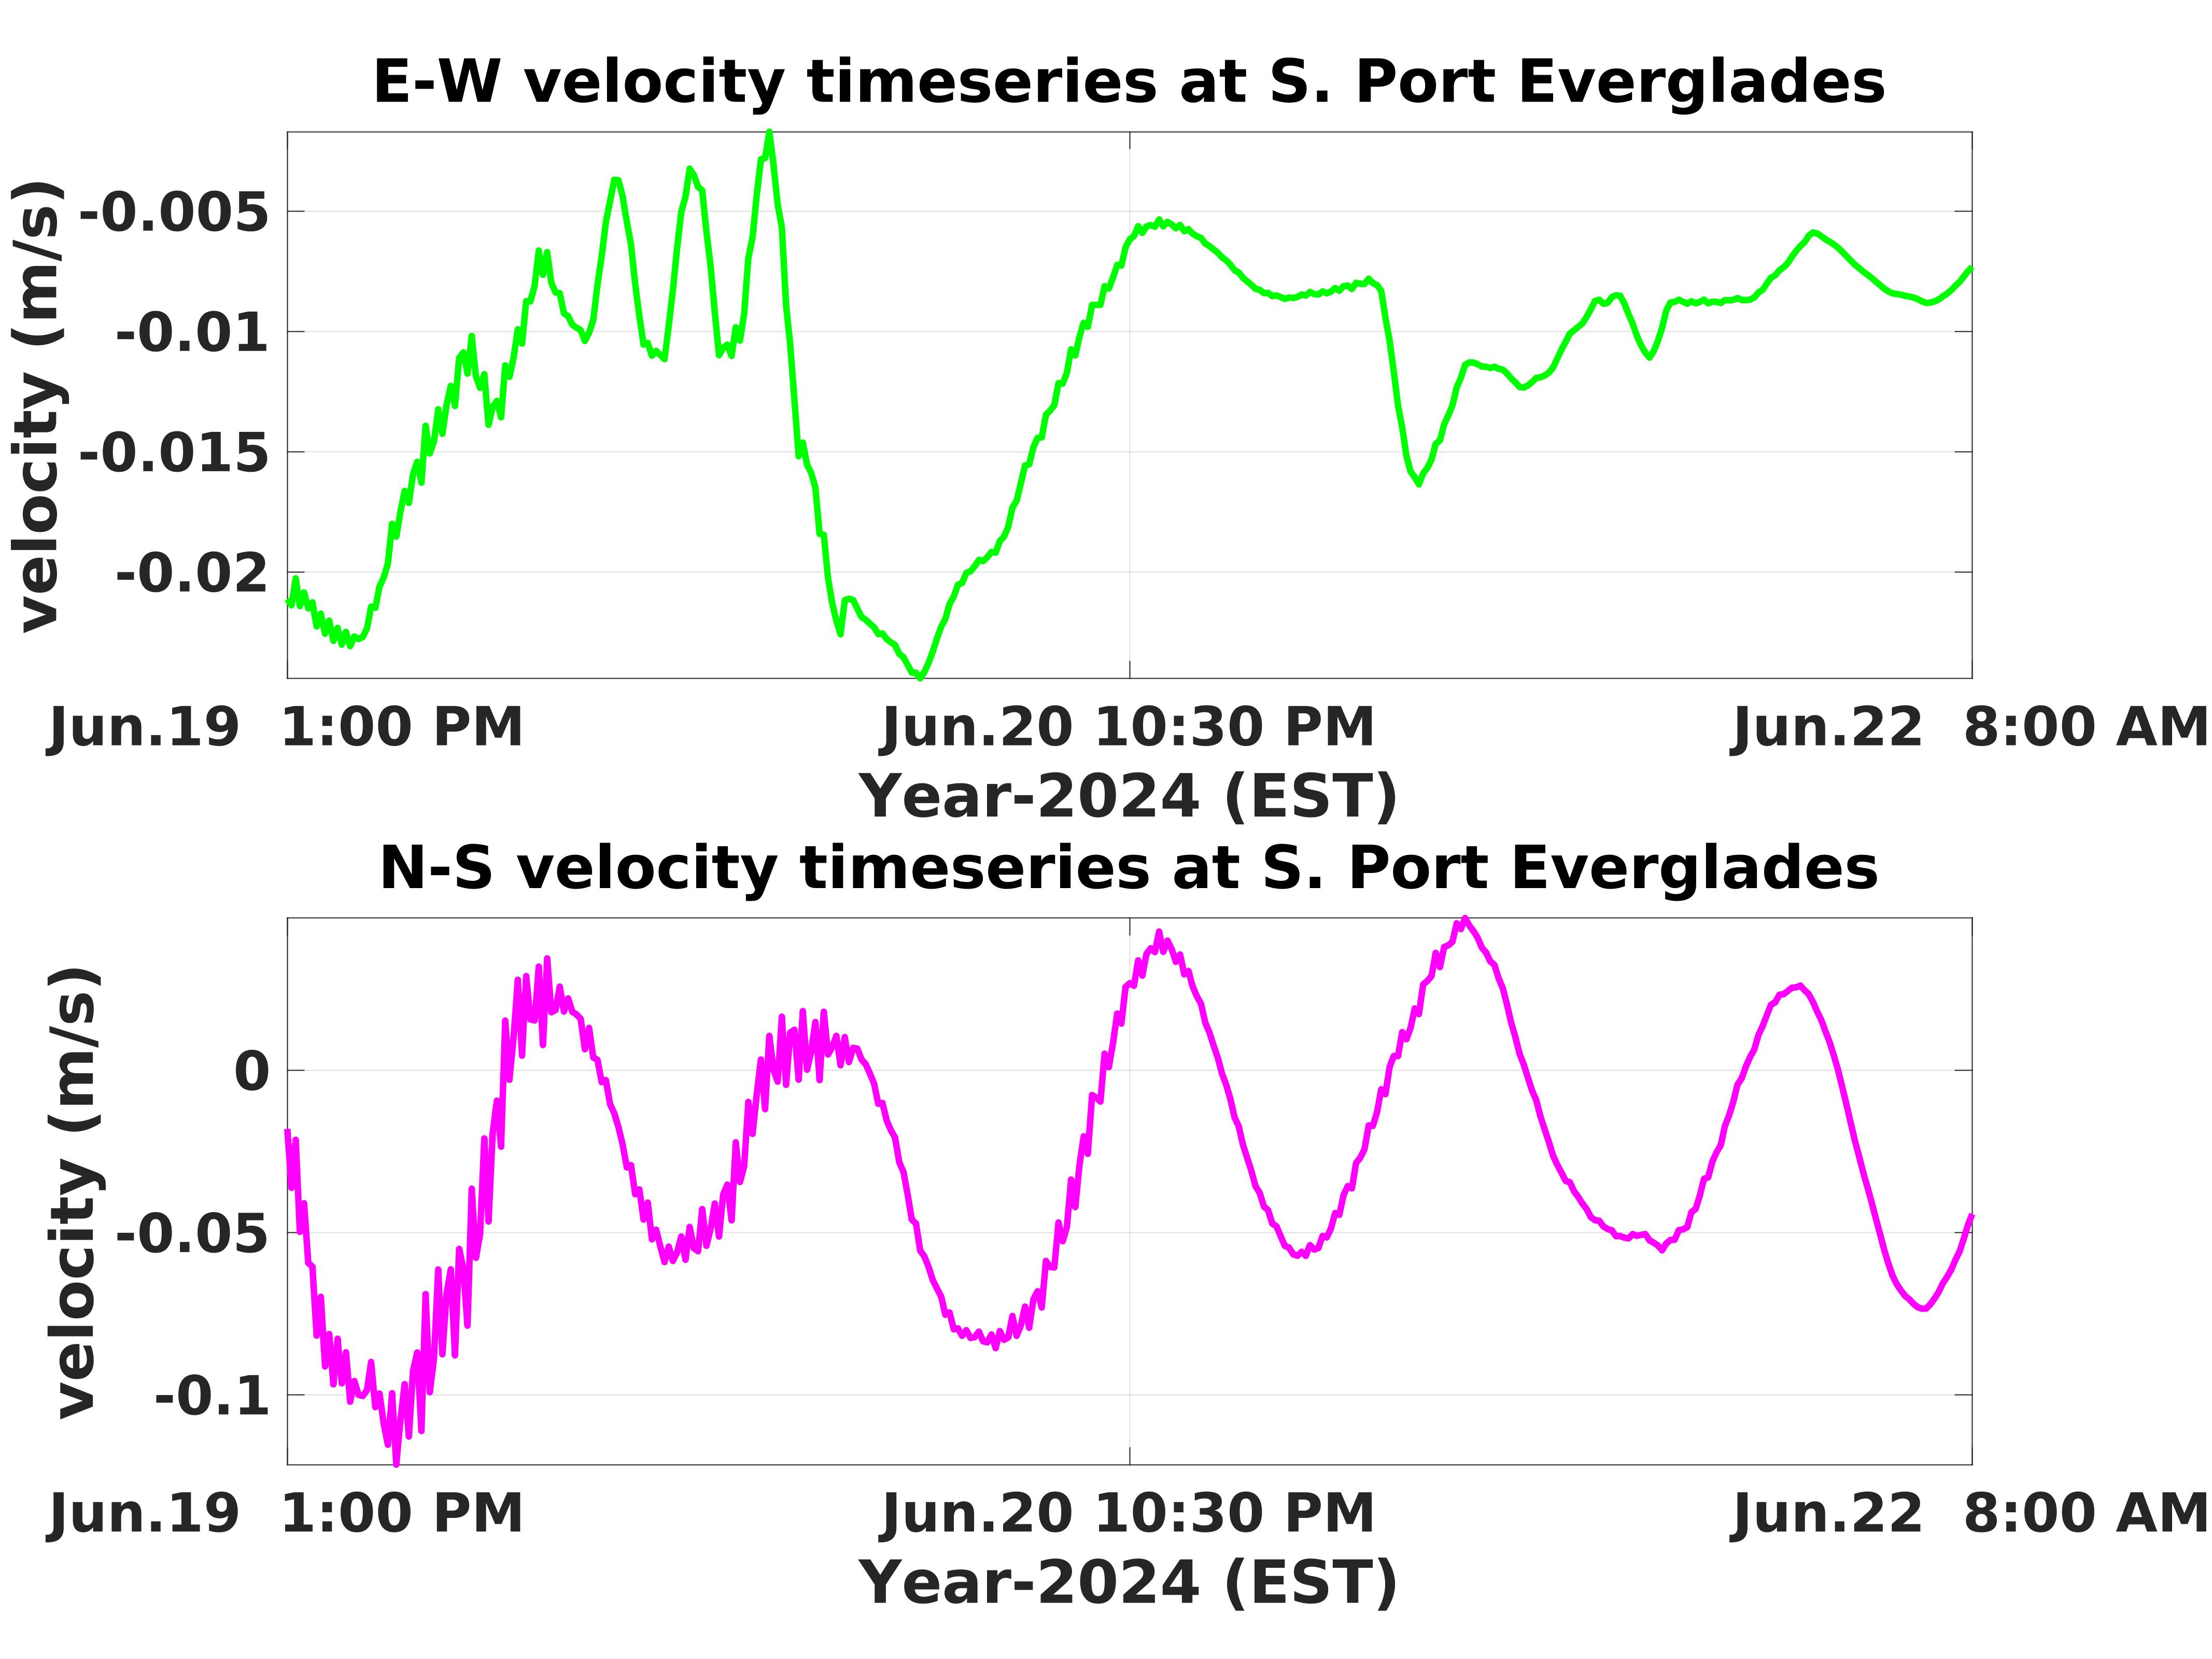 E-W velocity timeseries at S. Port Everglades
velocity (m/s)
-0.005
-0.01
-0.015
-0.02
Jun.19  1:00 PM
Jun.20 10:30 PM
Jun.22  8:00 AM
Year-2024 (EST)
N-S velocity timeseries at S. Port Everglades
velocity (m/s)
0
-0.05
-0.1
Jun.19  1:00 PM
Jun.20 10:30 PM
Jun.22  8:00 AM
Year-2024 (EST)